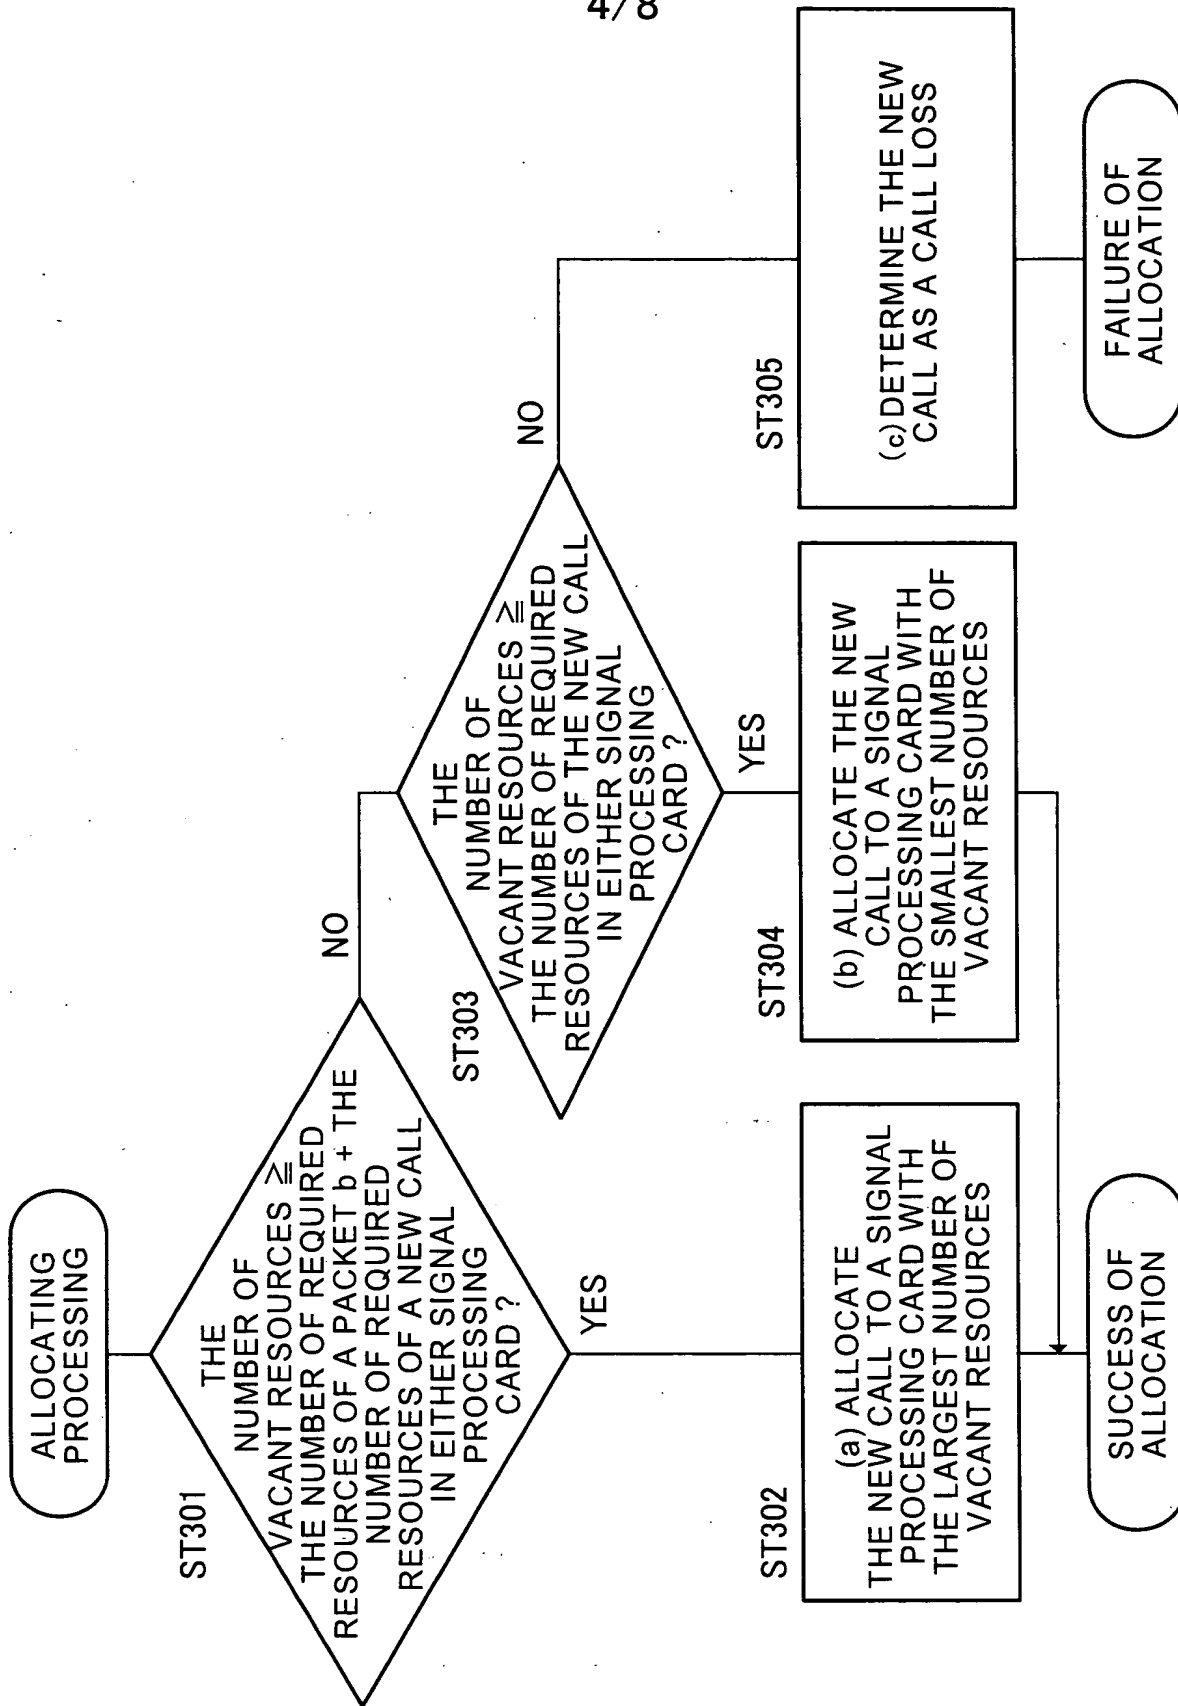 4/8
ALLOCATING
PROCESSING
ST301
THE
NUMBER OF
VACANT RESOURCES ≧
THE NUMBER OF REQUIRED
RESOURCES OF A PACKET b + THE
NUMBER OF REQUIRED
RESOURCES OF A NEW CALL
IN EITHER SIGNAL
PROCESSING
CARD ?
NO
YES
ST303
THE
NUMBER OF
VACANT RESOURCES ≧
THE NUMBER OF REQUIRED
RESOURCES OF THE NEW CALL
IN EITHER SIGNAL
PROCESSING
CARD ?
NO
YES
ST302
(a) ALLOCATE
THE NEW CALL TO A SIGNAL
PROCESSING CARD WITH
THE LARGEST NUMBER OF
VACANT RESOURCES
ST304
(b) ALLOCATE THE NEW
CALL TO A SIGNAL
PROCESSING CARD WITH
THE SMALLEST NUMBER OF
VACANT RESOURCES
ST305
(c) DETERMINE THE NEW
CALL AS A CALL LOSS
SUCCESS OF
ALLOCATION
FAILURE OF
ALLOCATION